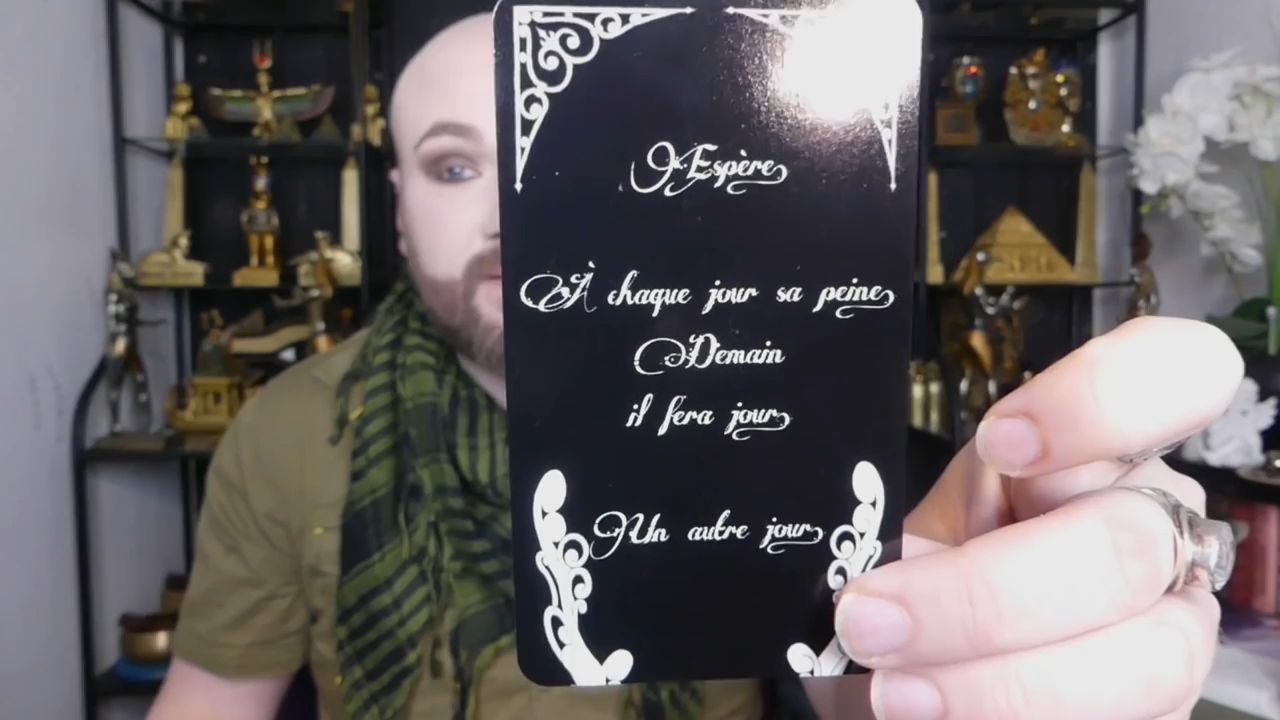 Espère
À chaque jour sa peine
Demain
il fera jour
Un autre jour